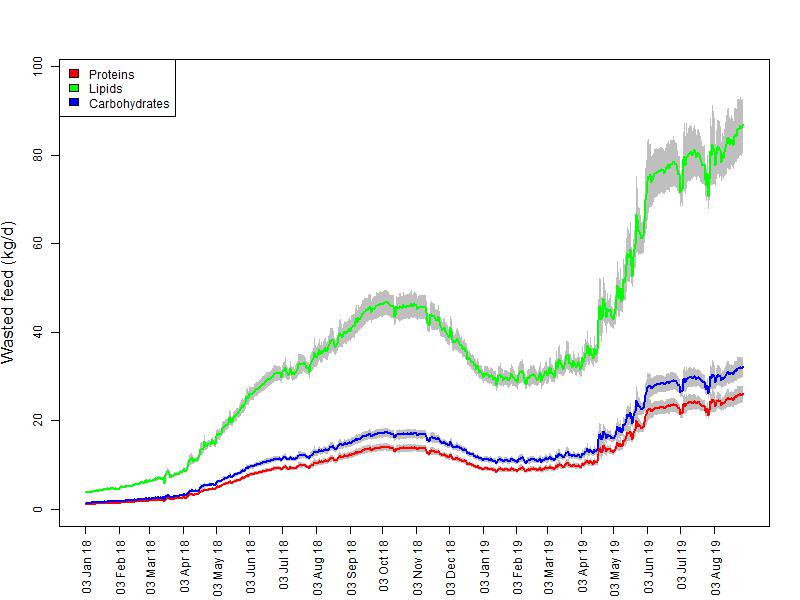 Proteins
Lipids
Carbohydrates
Wasted feed (kg/d)
100
80
60
40
20
0
03 Jan 18
03 Feb 18
03 Mar 18
03 Apr 18
03 May 18
03 Jun 18
03 Jul 18
03 Aug 18
03 Sep 18
03 Oct 18
03 Nov 18
03 Dec 18
03 Jan 19
03 Feb 19
03 Mar 19
03 Apr 19
03 May 19
03 Jun 19
03 Jul 19
03 Aug 19